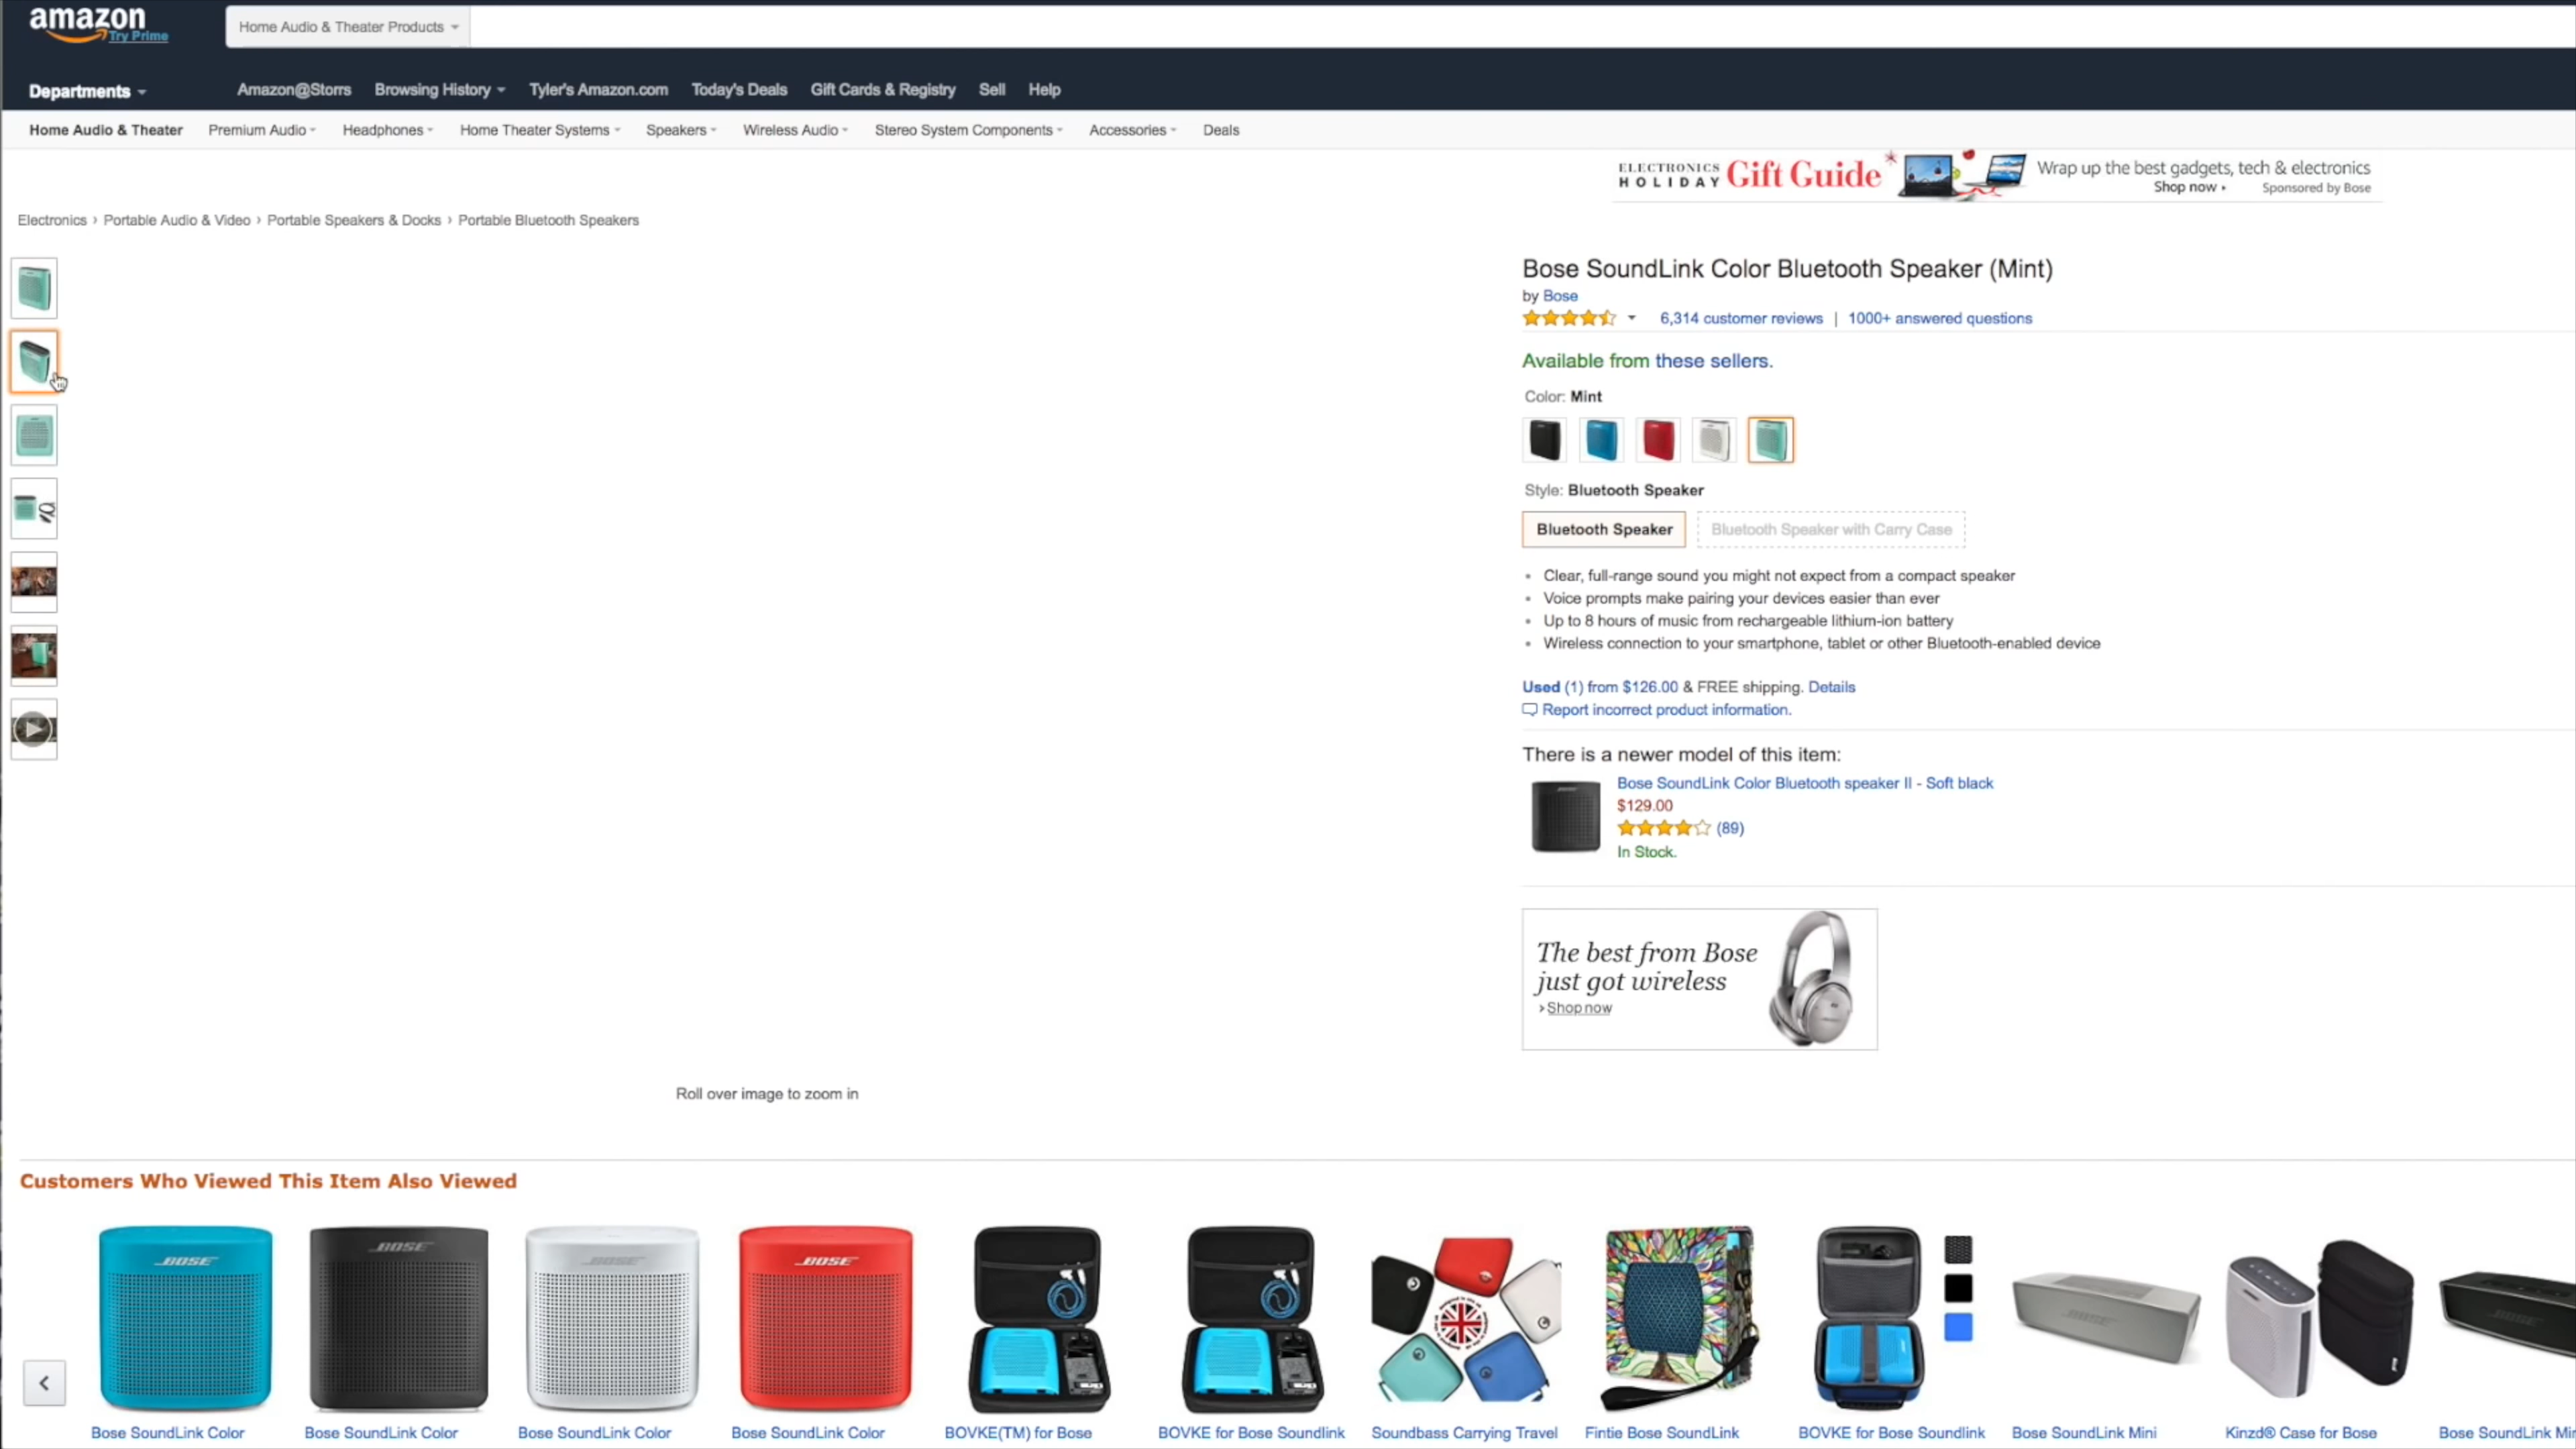 amazon
Try Prime
Home Audio & Theater Products
Departments
Amazon@Storrs Browsing History Tyler's Amazon.com Today's Deals Gift Cards & Registry Sell Help
Home Audio & Theater Premium Audio Headphones Home Theater Systems Speakers Wireless Audio Stereo System Components Accessories Deals
ELECTRONICS
HOLIDAY Gift Guide
Wrap up the best gadgets, tech & electronics
Shop now Sponsored by Bose
Electronics › Portable Audio & Video › Portable Speakers & Docks › Portable Bluetooth Speakers
Bose SoundLink Color Bluetooth Speaker (Mint)
by Bose
6,314 customer reviews | 1000+ answered questions
Available from these sellers.
Color: Mint
Style: Bluetooth Speaker
Bluetooth Speaker Bluetooth Speaker with Carry Case
• Clear, full-range sound you might not expect from a compact speaker
• Voice prompts make pairing your devices easier than ever
• Up to 8 hours of music from rechargeable lithium-ion battery
• Wireless connection to your smartphone, tablet or other Bluetooth-enabled device
Used (1) from $126.00 & FREE shipping. Details
Report incorrect product information.
There is a newer model of this item:
Bose SoundLink Color Bluetooth speaker II - Soft black
$129.00
(89)
In Stock.
The best from Bose
just got wireless
› Shop now
Roll over image to zoom in
Customers Who Viewed This Item Also Viewed
BOSE BOSE BOSE BOSE
Bose SoundLink Color Bose SoundLink Color Bose SoundLink Color Bose SoundLink Color BOVKE(TM) for Bose BOVKE for Bose Soundlink Soundbass Carrying Travel Fintie Bose SoundLink BOVKE for Bose Soundlink Bose SoundLink Mini Kinzd® Case for Bose Bose SoundLink